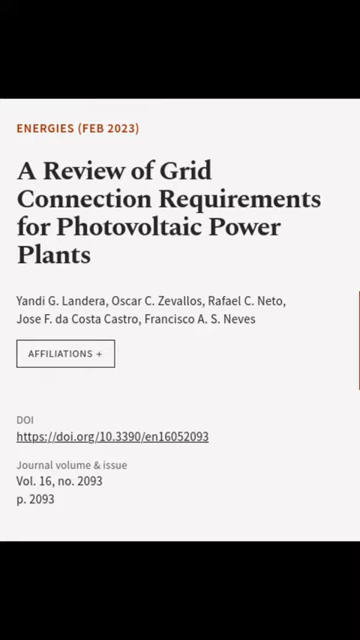 ENERGIES (FEB 2023)
A Review of Grid
Connection Requirements
for Photovoltaic Power
Plants
Yandi G. Landera, Oscar C. Zevallos, Rafael C. Neto,
Jose F. da Costa Castro, Francisco A. S. Neves
AFFILIATIONS +
DOI
https://doi.org/10.3390/en16052093
Journal volume & issue
Vol. 16, no. 2093
p. 2093